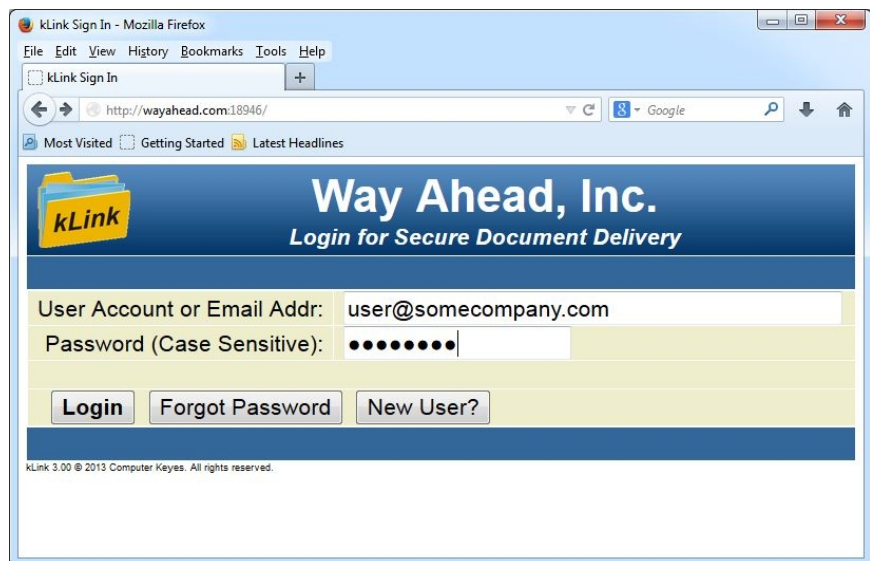 kLink Sign In - Mozilla Firefox
File Edit View History Bookmarks Tools Help
kLink Sign In +
http://wayahead.com:18946/ 8 Google
Most Visited Getting Started Latest Headlines
kLink
Way Ahead, Inc.
Login for Secure Document Delivery
User Account or Email Addr: user@somecompany.com
Password (Case Sensitive): ●●●●●●●●
Login Forgot Password New User?
kLink 3.00 © 2013 Computer Keyes. All rights reserved.